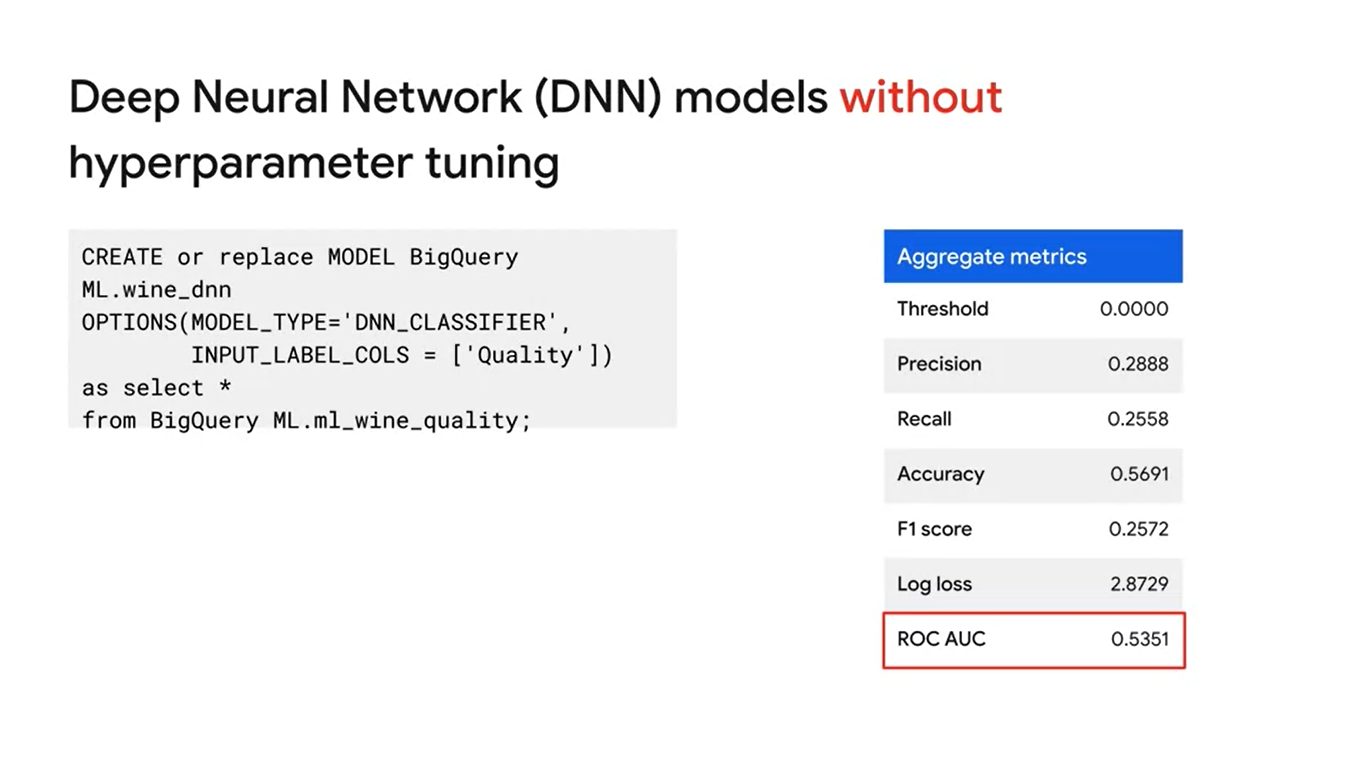 Deep Neural Network (DNN) models without
hyperparameter tuning
CREATE or replace MODEL BigQuery
ML.wine_dnn
OPTIONS(MODEL_TYPE='DNN_CLASSIFIER',
INPUT_LABEL_COLS = ['Quality'])
as select *
from BigQuery ML.ml_wine_quality;
Aggregate metrics
Threshold 0.0000
Precision 0.2888
Recall 0.2558
Accuracy 0.5691
F1 score 0.2572
Log loss 2.8729
ROC AUC 0.5351